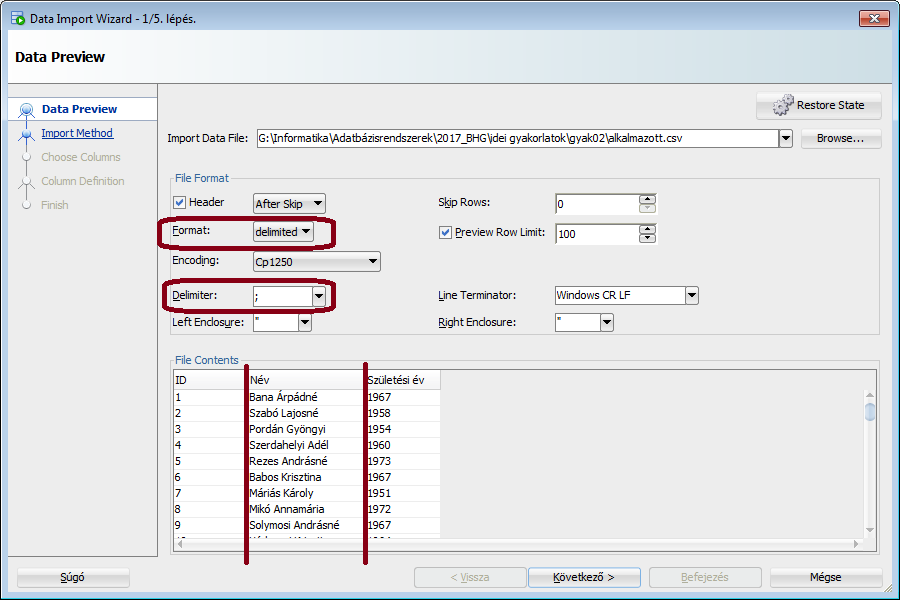 Data Import Wizard - 1/5. lépés.
Data Preview
Data Preview
Import Method
Choose Columns
Column Definition
Finish
Restore State
Import Data File: G:\Informatika\Adatbázisrendszerek\2017_BHG\idei gyakorlatok\gyak02\alkalmazott.csv Browse...
File Format
Header After Skip Skip Rows: 0
Format: delimited Preview Row Limit: 100
Encoding: Cp1250
Delimiter: ; Line Terminator: Windows CR LF
Left Enclosure: " Right Enclosure: "
File Contents
ID Név Születési év
1 Bana Árpádné 1967
2 Szabó Lajosné 1958
3 Pordán Gyöngyi 1954
4 Szerdahelyi Adél 1960
5 Rezes Andrásné 1973
6 Babos Krisztina 1967
7 Máriás Károly 1951
8 Mikó Annamária 1972
9 Solymosi Andrásné 1967
Súgó < Vissza Következő > Befejezés Mégse